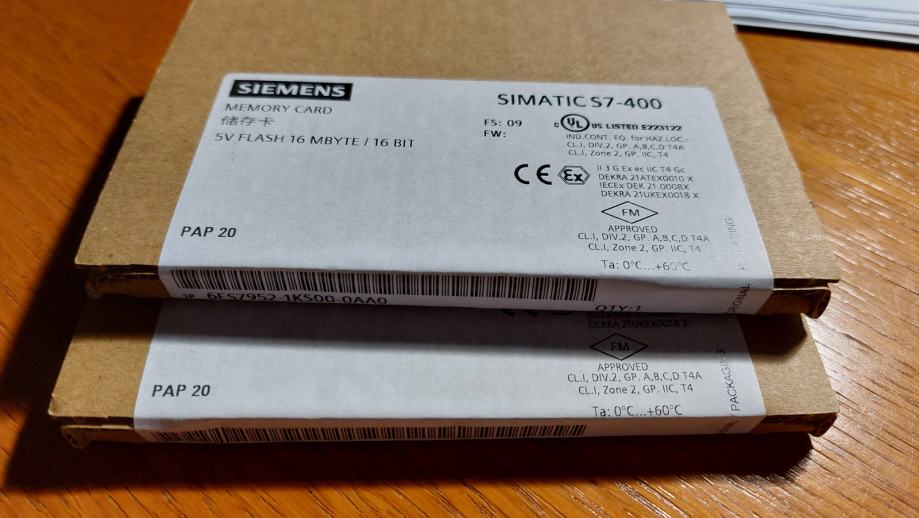 SIEMENS
MEMORY CARD
储存卡
5V FLASH 16 MBYTE / 16 BIT
PAP 20
SIMATIC S7-400
FS: 09
FW:
c UL US LISTED E223122
IND.CONT. EQ. for HAZ.LOC.:
CL.I, DIV.2, GP. A,B,C,D T4A
CL.I, Zone 2, GP. IIC, T4
CE Ex
II 3 G Ex ec IIC T4 Gc
DEKRA 21ATEX0010 X
IECEx DEK 21.0008X
DEKRA 21UKEX0018 X
FM
APPROVED
CL.I, DIV.2, GP. A,B,C,D T4A
CL.I, Zone 2, GP. IIC, T4
Ta: 0°C...+60°C
ORIGINAL
1P 6ES7952-1KS00-0AA0
QTY:1
DEKRA 21UKEX0018 X
FM
APPROVED
CL.I, DIV.2, GP. A,B,C,D T4A
CL.I, Zone 2, GP. IIC, T4
PAP 20
Ta: 0°C...+60°C
PACKAGING